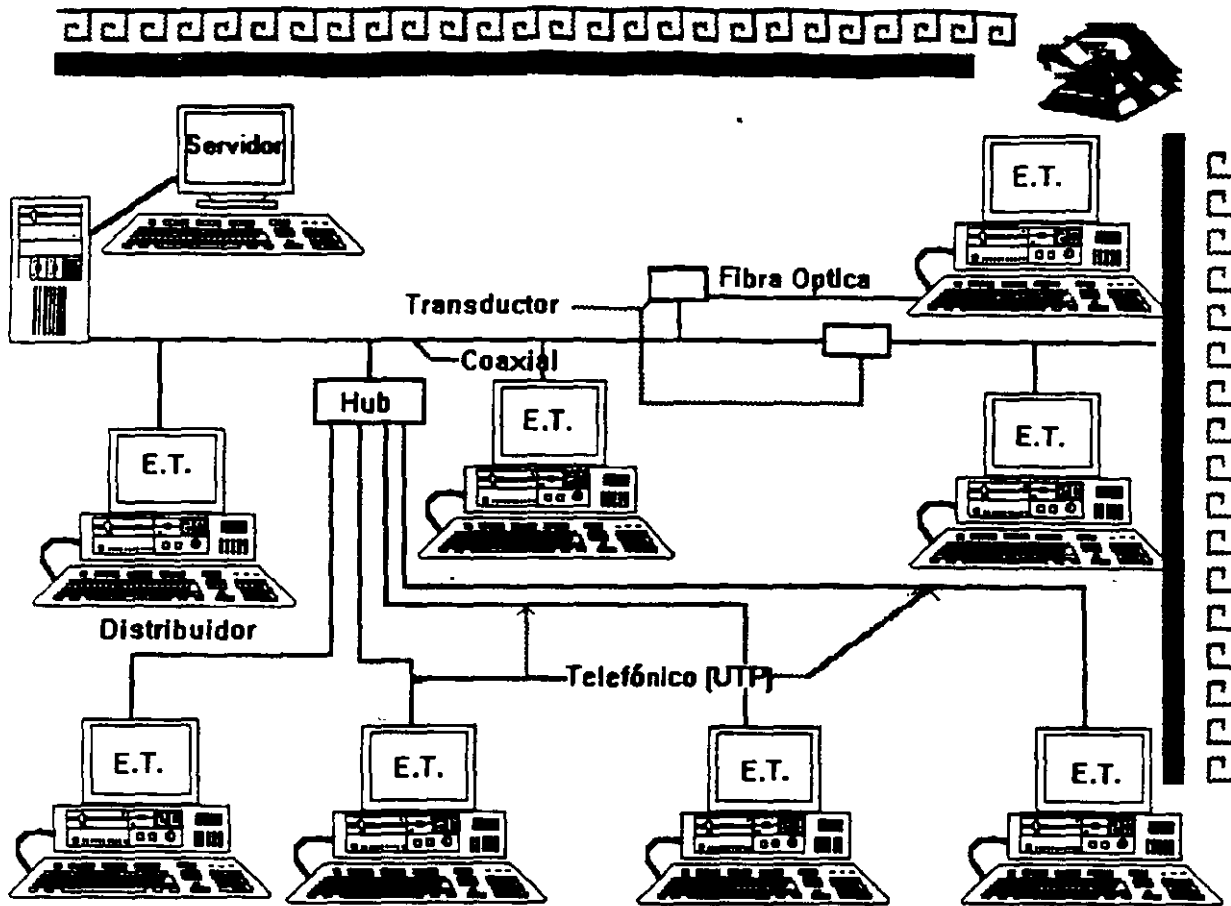 Servidor
E.T.
Fibra Optica
Transductor
Coaxial
Hub
E.T.
E.T.
E.T.
Distribuidor
Telefónico [UTP]
E.T.
E.T.
E.T.
E.T.